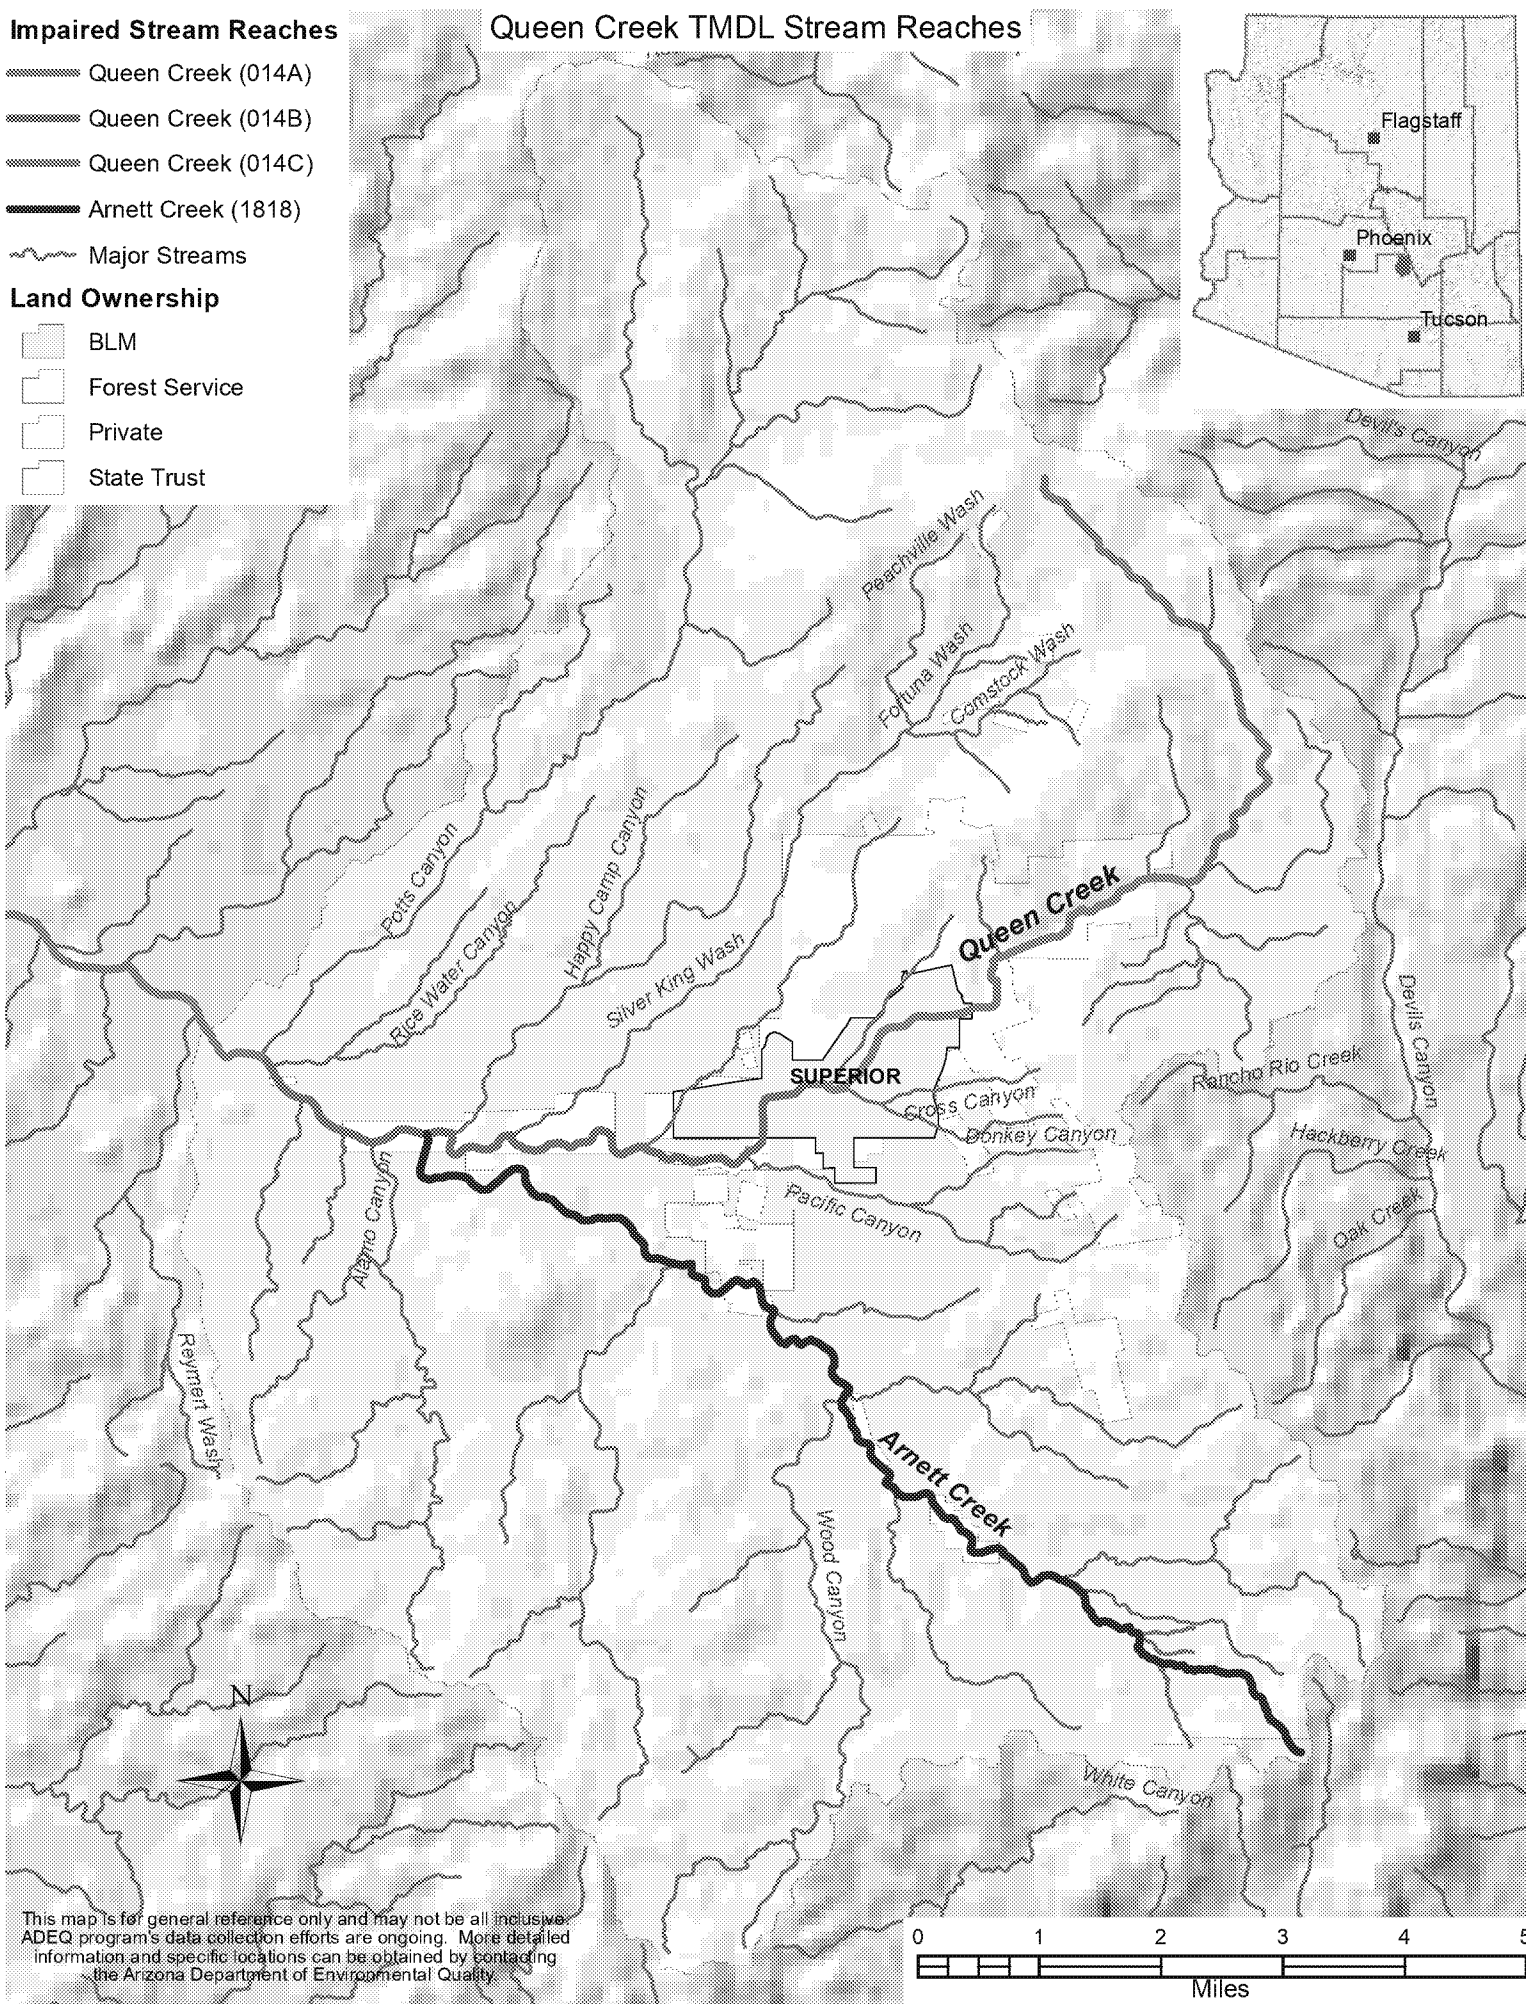 Queen Creek TMDL Stream Reaches
Impaired Stream Reaches
Queen Creek (014A)
Queen Creek (014B)
Queen Creek (014C)
Arnett Creek (1818)
Major Streams
Land Ownership
BLM
Forest Service
Private
State Trust
Flagstaff
Phoenix
Tucson
Devil's Canyon
Peachville Wash
Fortuna Wash
Comstock Wash
Potts Canyon
Rice Water Canyon
Happy Camp Canyon
Silver King Wash
Queen Creek
Devils Canyon
SUPERIOR
Rancho Rio Creek
Cross Canyon
Donkey Canyon
Hackberry Creek
Oak Creek
Pacific Canyon
Alamo Canyon
Reymert Wash
Arnett Creek
Wood Canyon
White Canyon
N
This map is for general reference only and may not be all inclusive.
ADEQ program's data collection efforts are ongoing. More detailed
information and specific locations can be obtained by contacting
the Arizona Department of Environmental Quality.
0 1 2 3 4 5
Miles